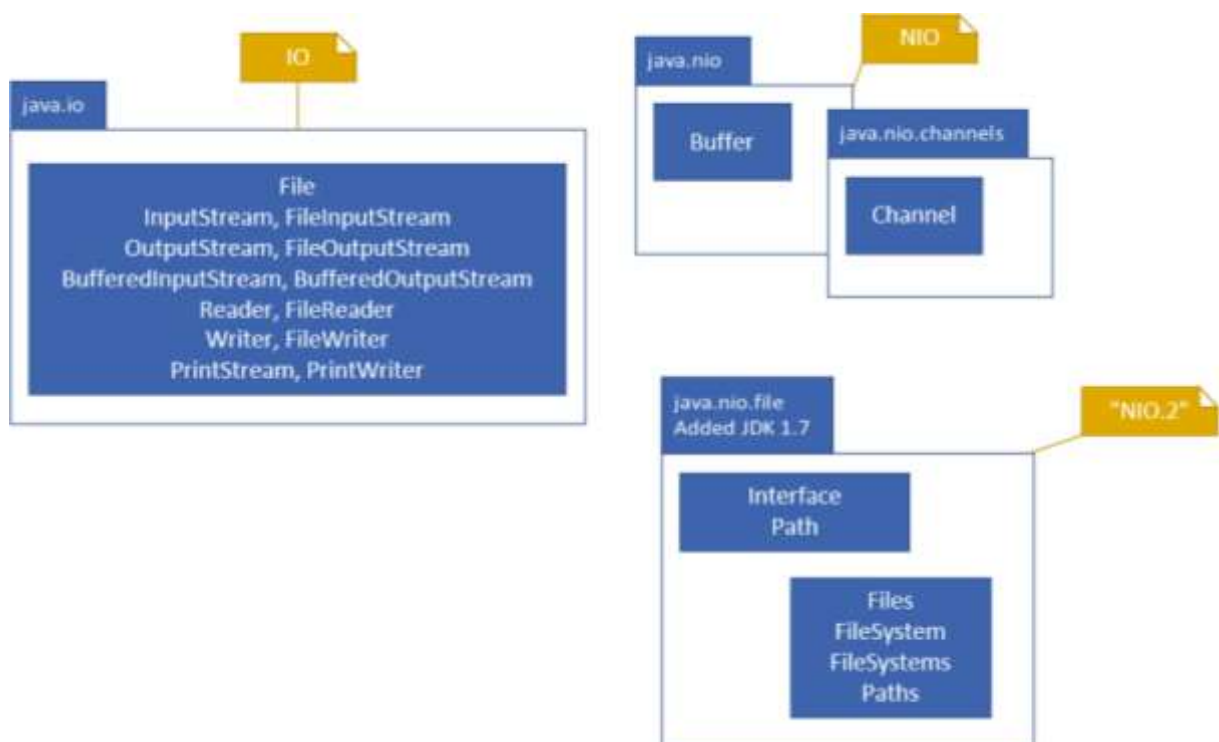 IO
java.io
File
InputStream, FileInputStream
OutputStream, FileOutputStream
BufferedInputStream, BufferedOutputStream
Reader, FileReader
Writer, FileWriter
PrintStream, PrintWriter
NIO
java.nio
Buffer
java.nio.channels
Channel
java.nio.file
Added JDK 1.7
"NIO.2"
Interface
Path
Files
FileSystem
FileSystems
Paths